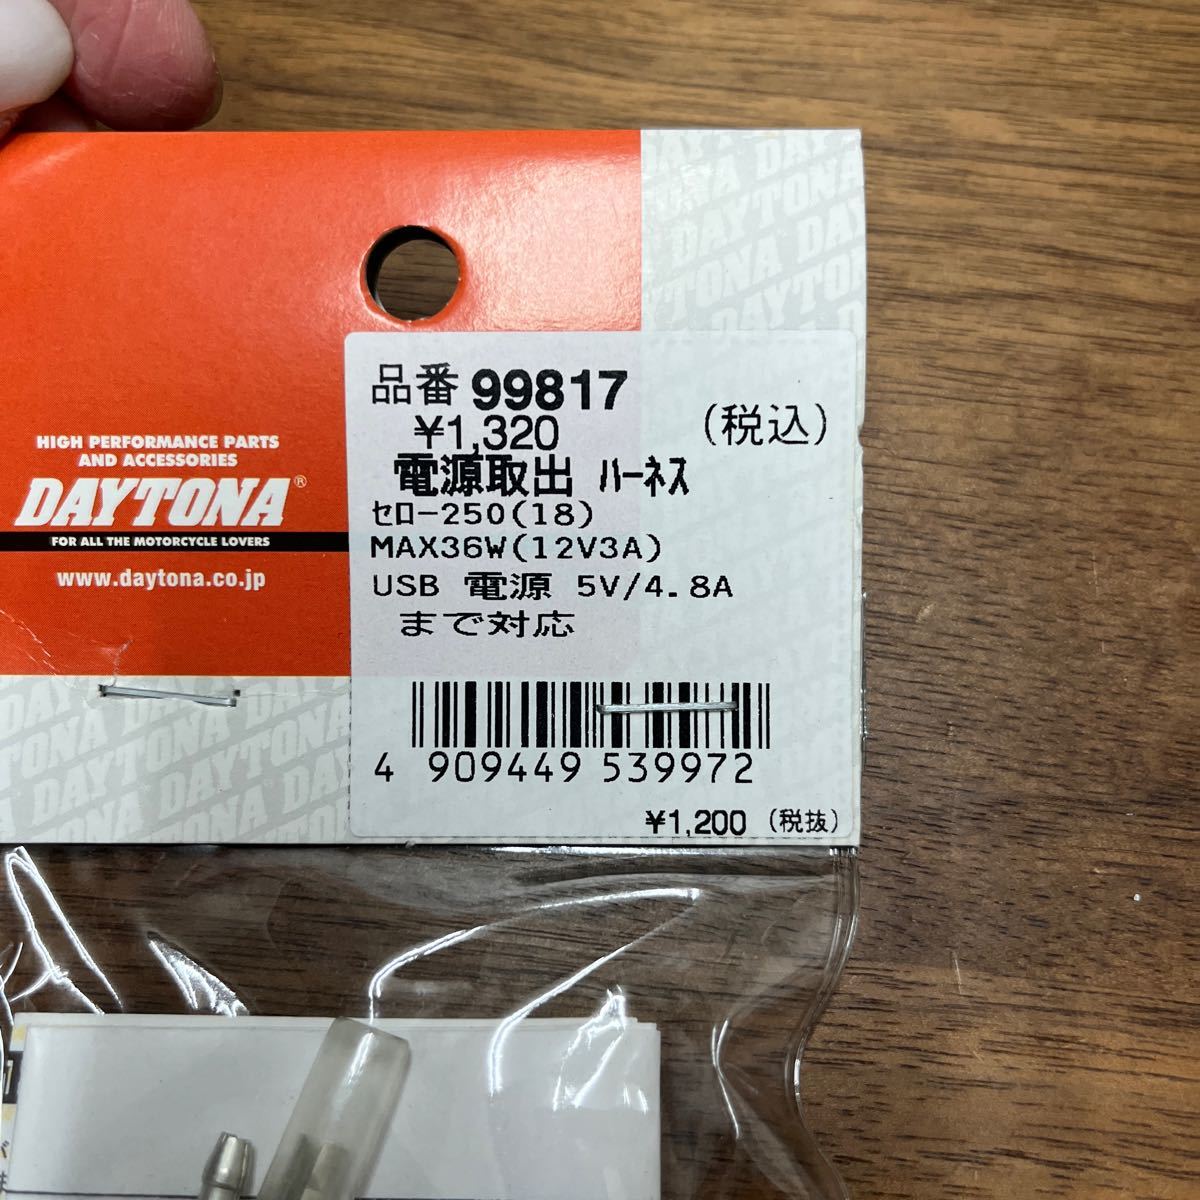 HIGH PERFORMANCE PARTS
AND ACCESSORIES
DAYTONA®
FOR ALL THE MOTORCYCLE LOVERS
www.daytona.co.jp
品番 99817
¥1,320 (税込)
電源取出 ハーネス
セロー250(18)
MAX36W(12V3A)
USB 電源 5V/4.8A
まで対応
4 909449 539972
¥1,200 (税抜)